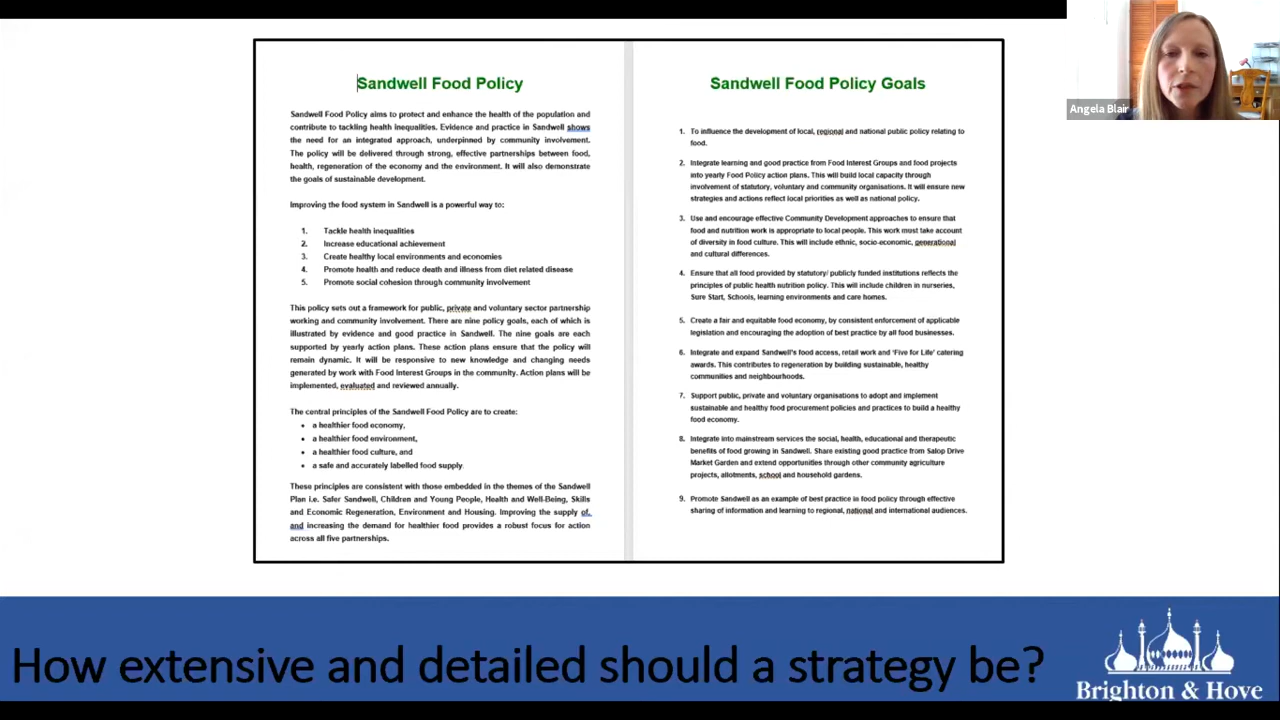 Sandwell Food Policy
Sandwell Food Policy aims to protect and enhance the health of the population and
contribute to tackling health inequalities. Evidence and practice in Sandwell shows
the need for an integrated approach, underpinned by community involvement.
The policy will be delivered through strong, effective partnerships between food,
health, regeneration of the economy and the environment. It will also demonstrate
the goals of sustainable development.
Improving the food system in Sandwell is a powerful way to:
1. Tackle health inequalities
2. Increase educational achievement
3. Create healthy local environments and economies
4. Promote health and reduce death and illness from diet related disease
5. Promote social cohesion through community involvement
This policy sets out a framework for public, private and voluntary sector partnership
working and community involvement. There are nine policy goals, each of which is
illustrated by evidence and good practice in Sandwell. The nine goals are each
supported by yearly action plans. These action plans ensure that the policy will
remain dynamic. It will be responsive to new knowledge and changing needs
generated by work with Food Interest Groups in the community. Action plans will be
implemented, evaluated and reviewed annually.
The central principles of the Sandwell Food Policy are to create:
• a healthier food economy,
• a healthier food environment,
• a healthier food culture, and
• a safe and accurately labelled food supply.
These principles are consistent with those embedded in the themes of the Sandwell
Plan i.e. Safer Sandwell, Children and Young People, Health and Well-Being, Skills
and Economic Regeneration, Environment and Housing. Improving the supply of,
and increasing the demand for healthier food provides a robust focus for action
across all five partnerships.
Sandwell Food Policy Goals
1. To influence the development of local, regional and national public policy relating to
food.
2. Integrate learning and good practice from Food Interest Groups and food projects
into yearly Food Policy action plans. This will build local capacity through
involvement of statutory, voluntary and community organisations. It will ensure new
strategies and actions reflect local priorities as well as national policy.
3. Use and encourage effective Community Development approaches to ensure that
food and nutrition work is appropriate to local people. This work must take account
of diversity in food culture. This will include ethnic, socio-economic, generational
and cultural differences.
4. Ensure that all food provided by statutory/ publicly funded institutions reflects the
principles of public health nutrition policy. This will include children in nurseries,
Sure Start, Schools, learning environments and care homes.
5. Create a fair and equitable food economy, by consistent enforcement of applicable
legislation and encouraging the adoption of best practice by all food businesses.
6. Integrate and expand Sandwell's food access, retail work and 'Five for Life' catering
awards. This contributes to regeneration by building sustainable, healthy
communities and neighbourhoods.
7. Support public, private and voluntary organisations to adopt and implement
sustainable and healthy food procurement policies and practices to build a healthy
food economy.
8. Integrate into mainstream services the social, health, educational and therapeutic
benefits of food growing in Sandwell. Share existing good practice from Salop Drive
Market Garden and extend opportunities through other community agriculture
projects, allotments, school and household gardens.
9. Promote Sandwell as an example of best practice in food policy through effective
sharing of information and learning to regional, national and international audiences.
Angela Blair
How extensive and detailed should a strategy be?
Brighton & Hove